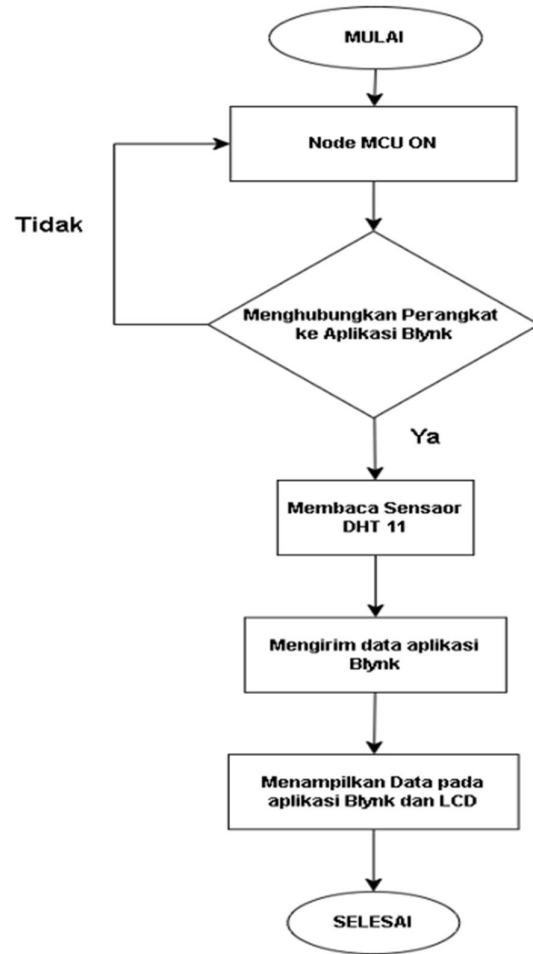 MULAI
Node MCU ON
Tidak
Menghubungkan Perangkat
ke Aplikasi Blynk
Ya
Membaca Sensaor
DHT 11
Mengirim data aplikasi
Blynk
Menampilkan Data pada
aplikasi Blynk dan LCD
SELESAI